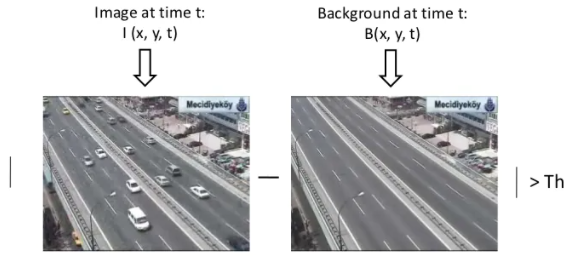 Image at time t:
I (x, y, t)
Background at time t:
B(x, y, t)
Mecidiyeköy
Mecidiyeköy
| — | > Th